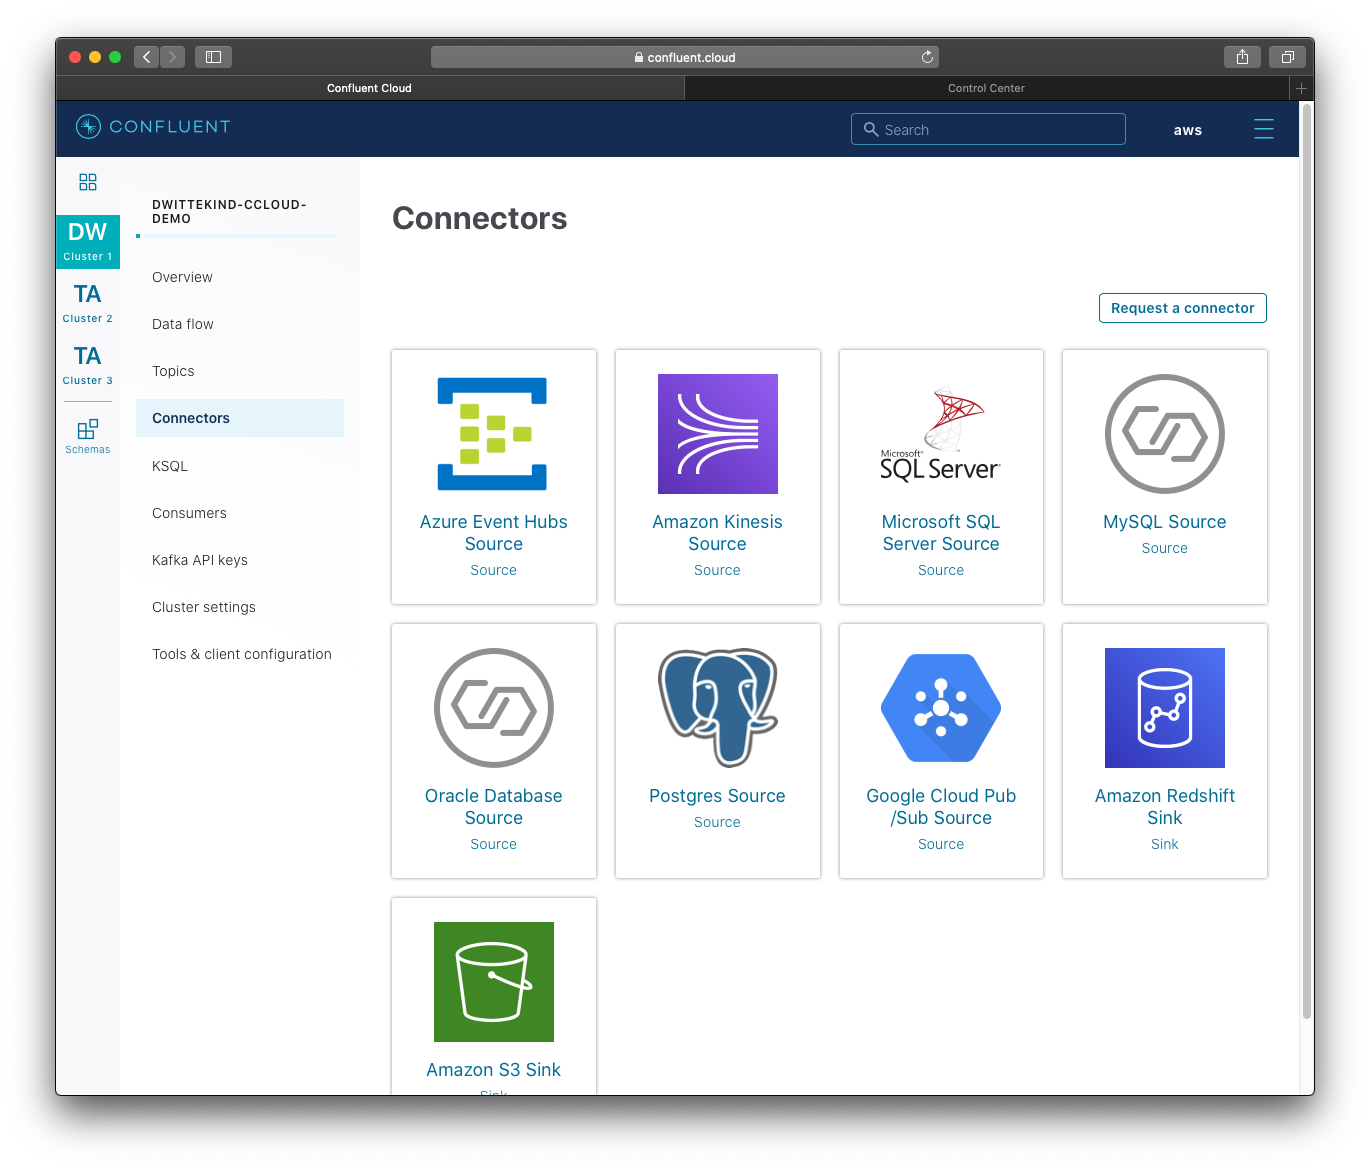 confluent.cloud
Confluent Cloud
Control Center
CONFLUENT
Search
aws
DW
Cluster 1
TA
Cluster 2
TA
Cluster 3
Schemas
DWITTEKIND-CCLOUD-
DEMO
Overview
Data flow
Topics
Connectors
KSQL
Consumers
Kafka API keys
Cluster settings
Tools & client configuration
Connectors
Request a connector
Azure Event Hubs
Source
Source
Amazon Kinesis
Source
Source
Microsoft®
SQL Server®
Microsoft SQL
Server Source
Source
MySQL Source
Source
Oracle Database
Source
Source
Postgres Source
Source
Google Cloud Pub
/Sub Source
Source
Amazon Redshift
Sink
Sink
Amazon S3 Sink
Sink